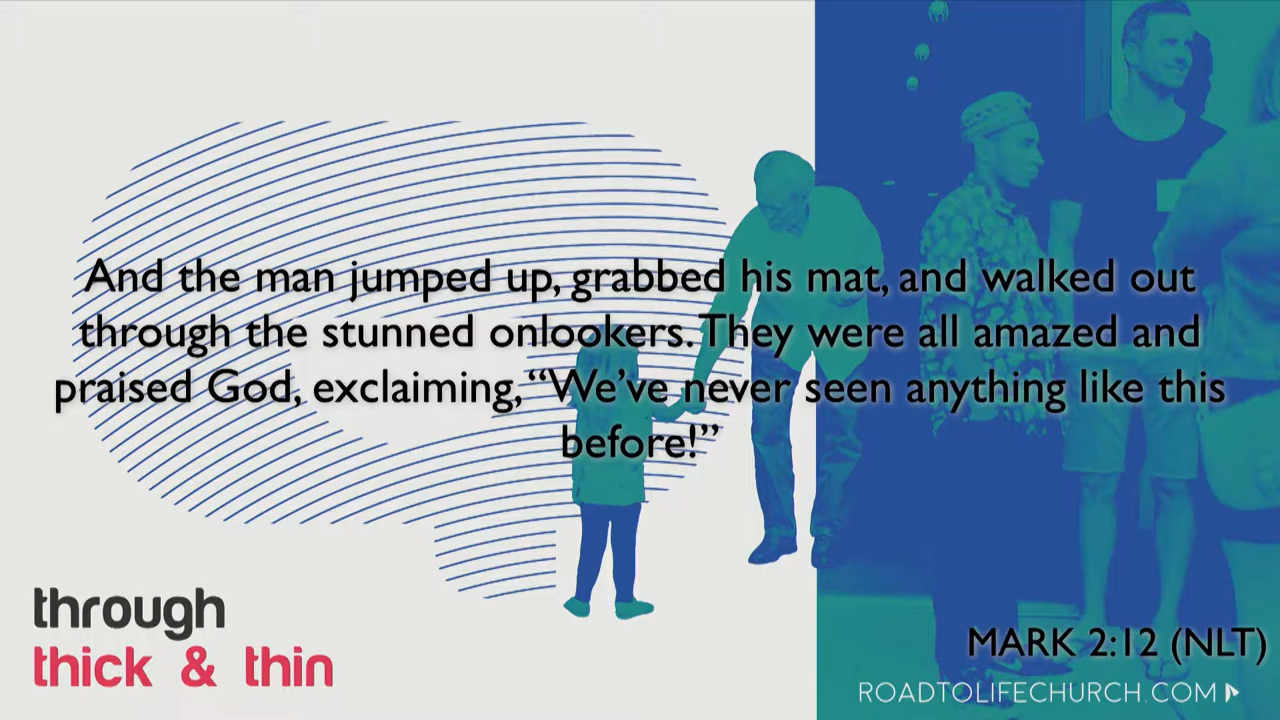 And the man jumped up, grabbed his mat, and walked out
through the stunned onlookers. They were all amazed and
praised God, exclaiming, “We’ve never seen anything like this
before!”
through
thick & thin
MARK 2:12 (NLT)
ROADTOLIFECHURCH.COM